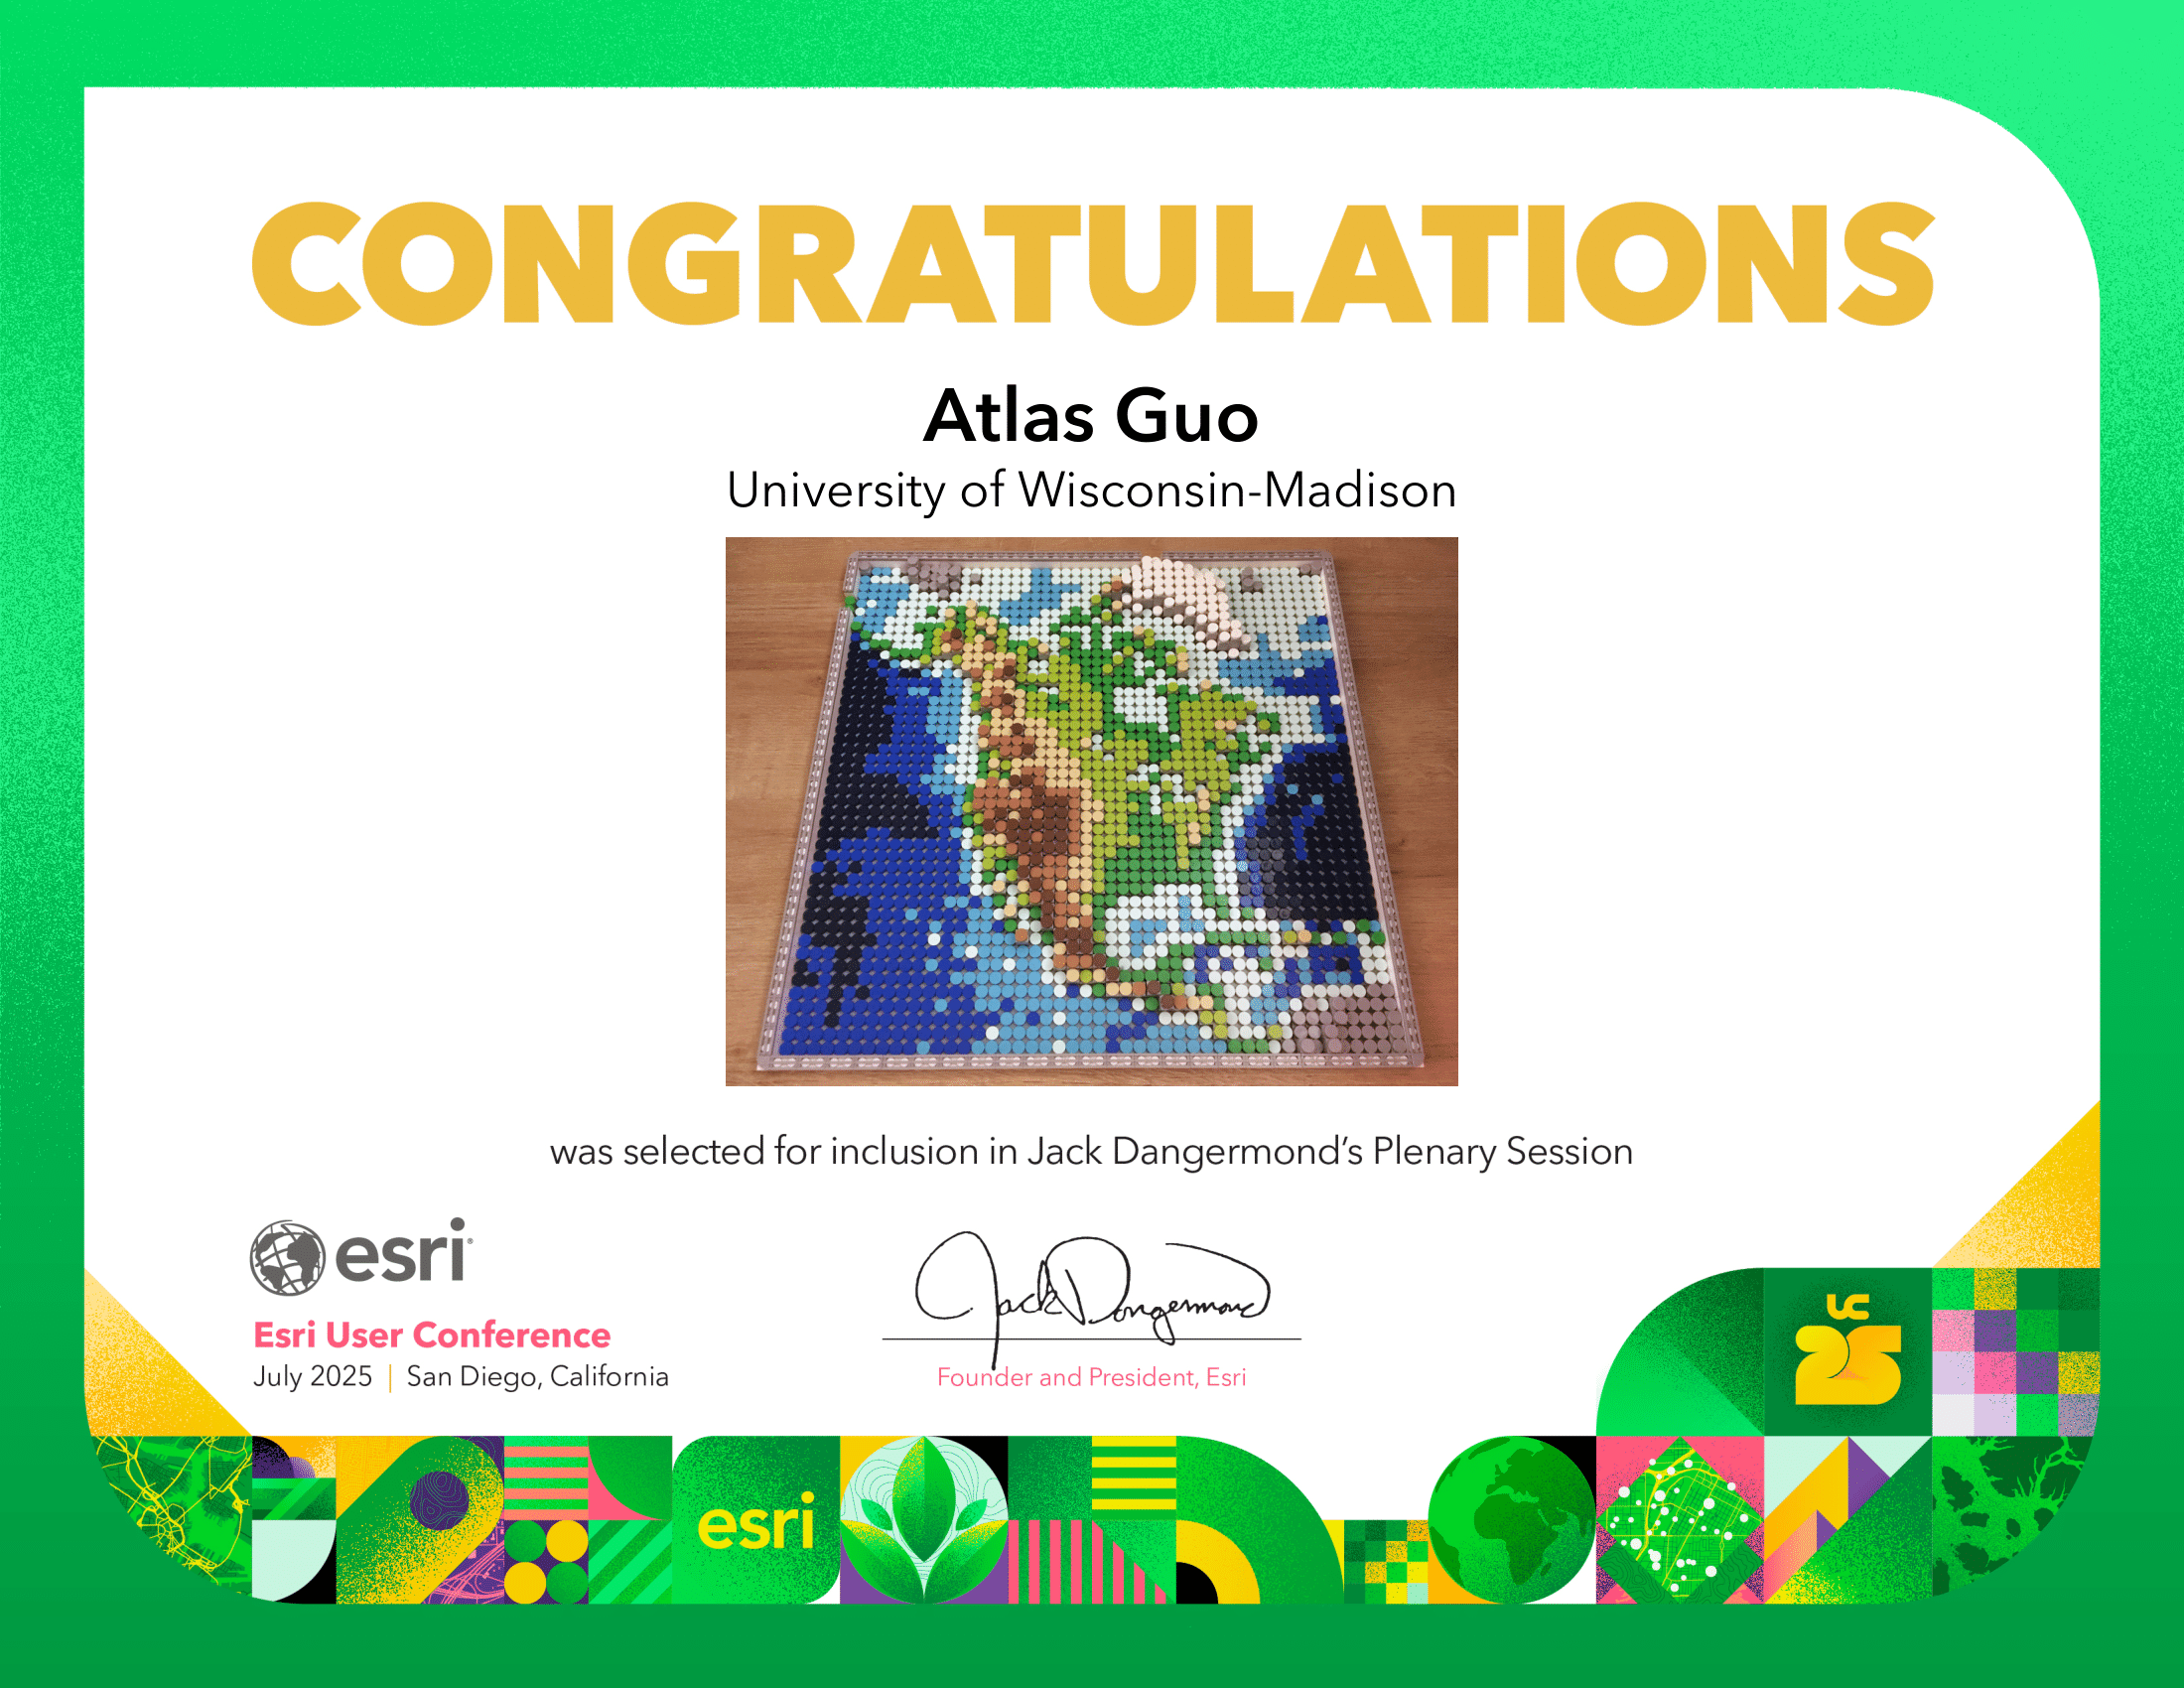 CONGRATULATIONS
Atlas Guo
University of Wisconsin-Madison
was selected for inclusion in Jack Dangermond's Plenary Session
esri
Esri User Conference
July 2025 | San Diego, California
Jack Dangermond
Founder and President, Esri
UC
25
esri